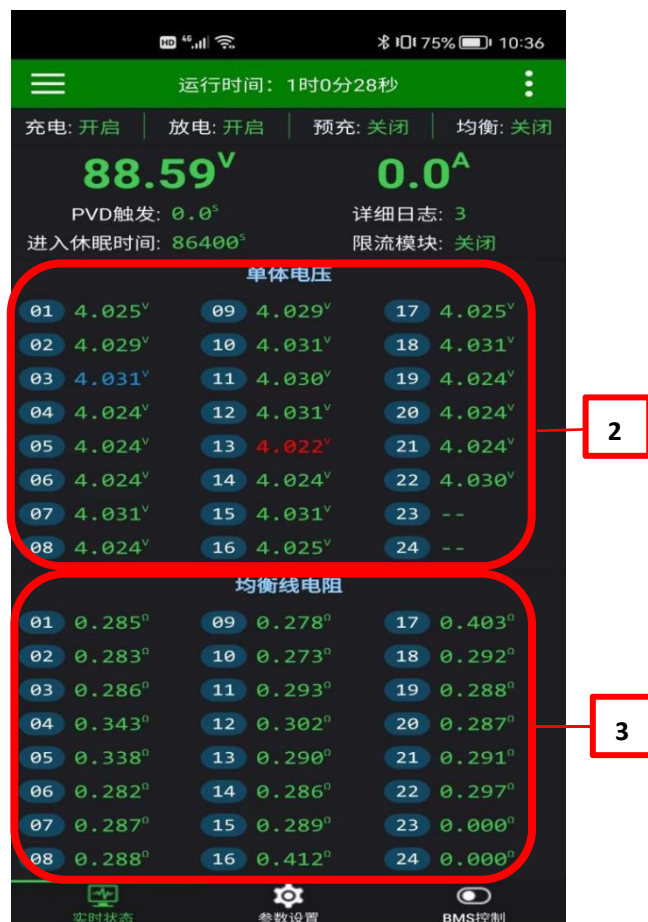 HD 4G 75% 10:36
运行时间: 1时0分28秒
充电: 开启 放电: 开启 预充: 关闭 均衡: 关闭
88.59V 0.0A
PVD触发: 0.0s 详细日志: 3
进入休眠时间: 86400s 限流模块: 关闭
单体电压
01 4.025V 09 4.029V 17 4.025V
02 4.029V 10 4.031V 18 4.031V
03 4.031V 11 4.030V 19 4.024V
04 4.024V 12 4.031V 20 4.024V
2
05 4.024V 13 4.022V 21 4.024V
06 4.024V 14 4.024V 22 4.030V
07 4.031V 15 4.031V 23 --
08 4.024V 16 4.025V 24 --
均衡线电阻
01 0.285Ω 09 0.278Ω 17 0.403Ω
02 0.283Ω 10 0.273Ω 18 0.292Ω
03 0.286Ω 11 0.293Ω 19 0.288Ω
04 0.343Ω 12 0.302Ω 20 0.287Ω
3
05 0.338Ω 13 0.290Ω 21 0.291Ω
06 0.282Ω 14 0.286Ω 22 0.297Ω
07 0.287Ω 15 0.289Ω 23 0.000Ω
08 0.288Ω 16 0.412Ω 24 0.000Ω
实时状态 参数设置 BMS控制